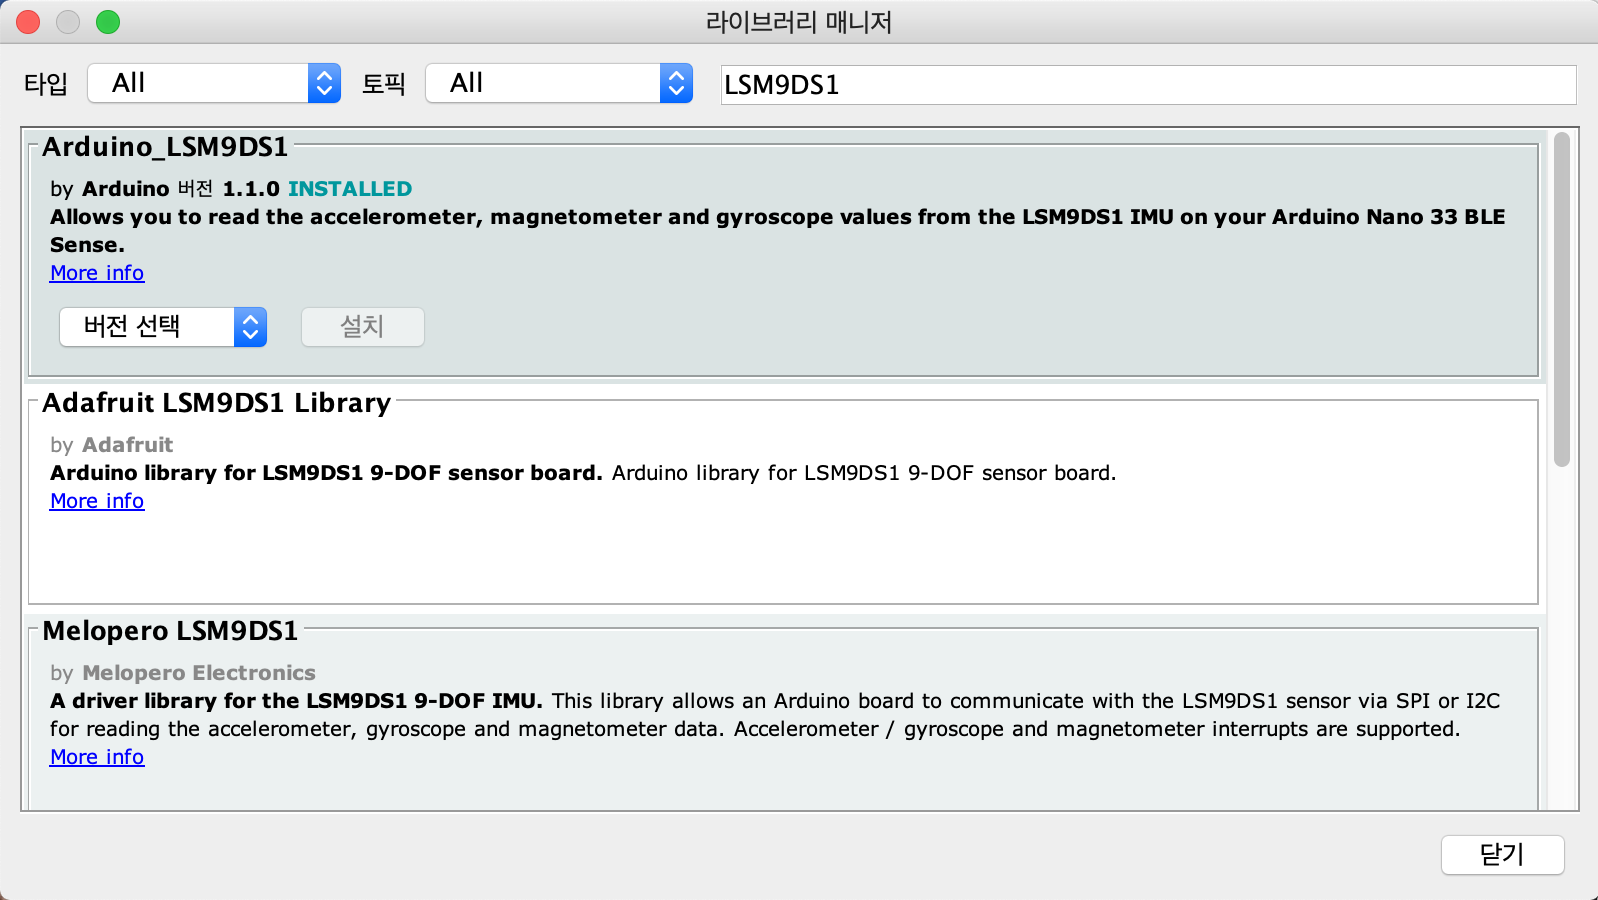 라이브러리 매니저
타입 All 토픽 All LSM9DS1
Arduino_LSM9DS1
by Arduino 버전 1.1.0 INSTALLED
Allows you to read the accelerometer, magnetometer and gyroscope values from the LSM9DS1 IMU on your Arduino Nano 33 BLE
Sense.
More info
버전 선택 설치
Adafruit LSM9DS1 Library
by Adafruit
Arduino library for LSM9DS1 9-DOF sensor board. Arduino library for LSM9DS1 9-DOF sensor board.
More info
Melopero LSM9DS1
by Melopero Electronics
A driver library for the LSM9DS1 9-DOF IMU. This library allows an Arduino board to communicate with the LSM9DS1 sensor via SPI or I2C
for reading the accelerometer, gyroscope and magnetometer data. Accelerometer / gyroscope and magnetometer interrupts are supported.
More info
닫기